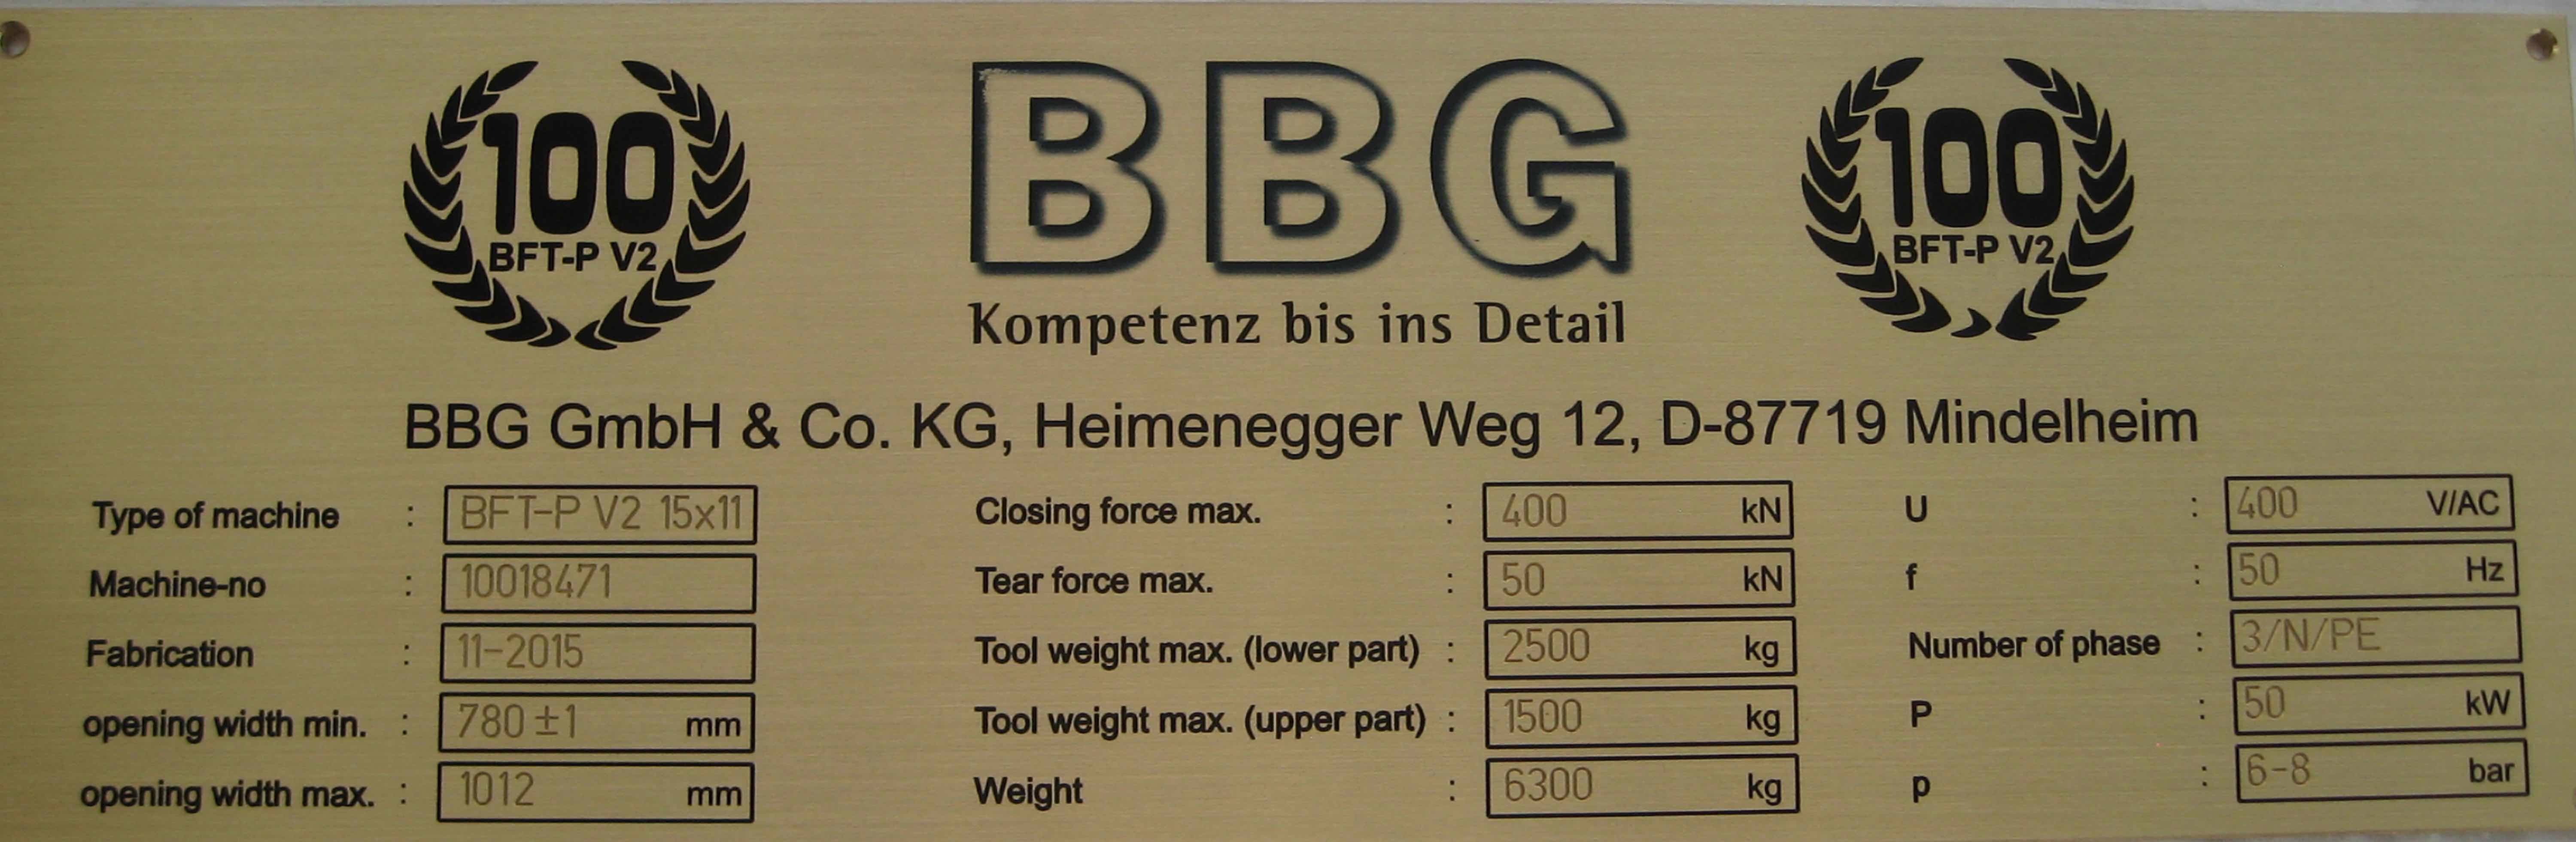 100
BFT-P V2
BBG
Kompetenz bis ins Detail
100
BFT-P V2
BBG GmbH & Co. KG, Heimenegger Weg 12, D-87719 Mindelheim
Type of machine : BFT-P V2 15x11
Machine-no : 10018471
Fabrication : 11-2015
opening width min. : 780 ±1 mm
opening width max. : 1012 mm
Closing force max. : 400 kN
Tear force max. : 50 kN
Tool weight max. (lower part) : 2500 kg
Tool weight max. (upper part) : 1500 kg
Weight : 6300 kg
U : 400 V/AC
f : 50 Hz
Number of phase : 3/N/PE
P : 50 kW
p : 6-8 bar